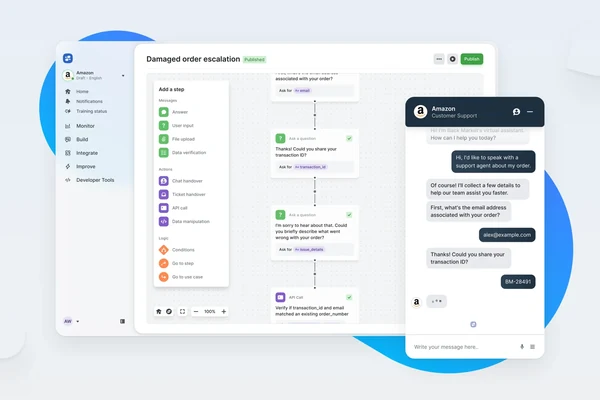 Amazon
Draft - English
Home
Notifications
Training status
Monitor
Build
Integrate
Improve
Developer Tools
AW
Damaged order escalation
Published
Publish
Add a step
Messages
Answer
User input
File upload
Data verification
Actions
Chat handover
Ticket handover
API call
Data manipulation
Logic
Conditions
Go to step
Go to use case
100%
associated with your order?
Ask for email
Ask a question
Thanks! Could you share your
transaction ID?
Ask for transaction_id
Ask a question
I'm sorry to hear about that. Could
you briefly describe what went
wrong with your order?
Ask for issue_details
API Call
Verify if transaction_id and email
matched an existing order_number
Amazon
Customer Support
How can I help you today?
Hi, I'd like to speak with a
support agent about my order.
Of course! I'll collect a few details to
help our team assist you faster.
First, what's the email address
associated with your order?
alex@example.com
Thanks! Could you share your
transaction ID?
BM-28491
Write your message here..